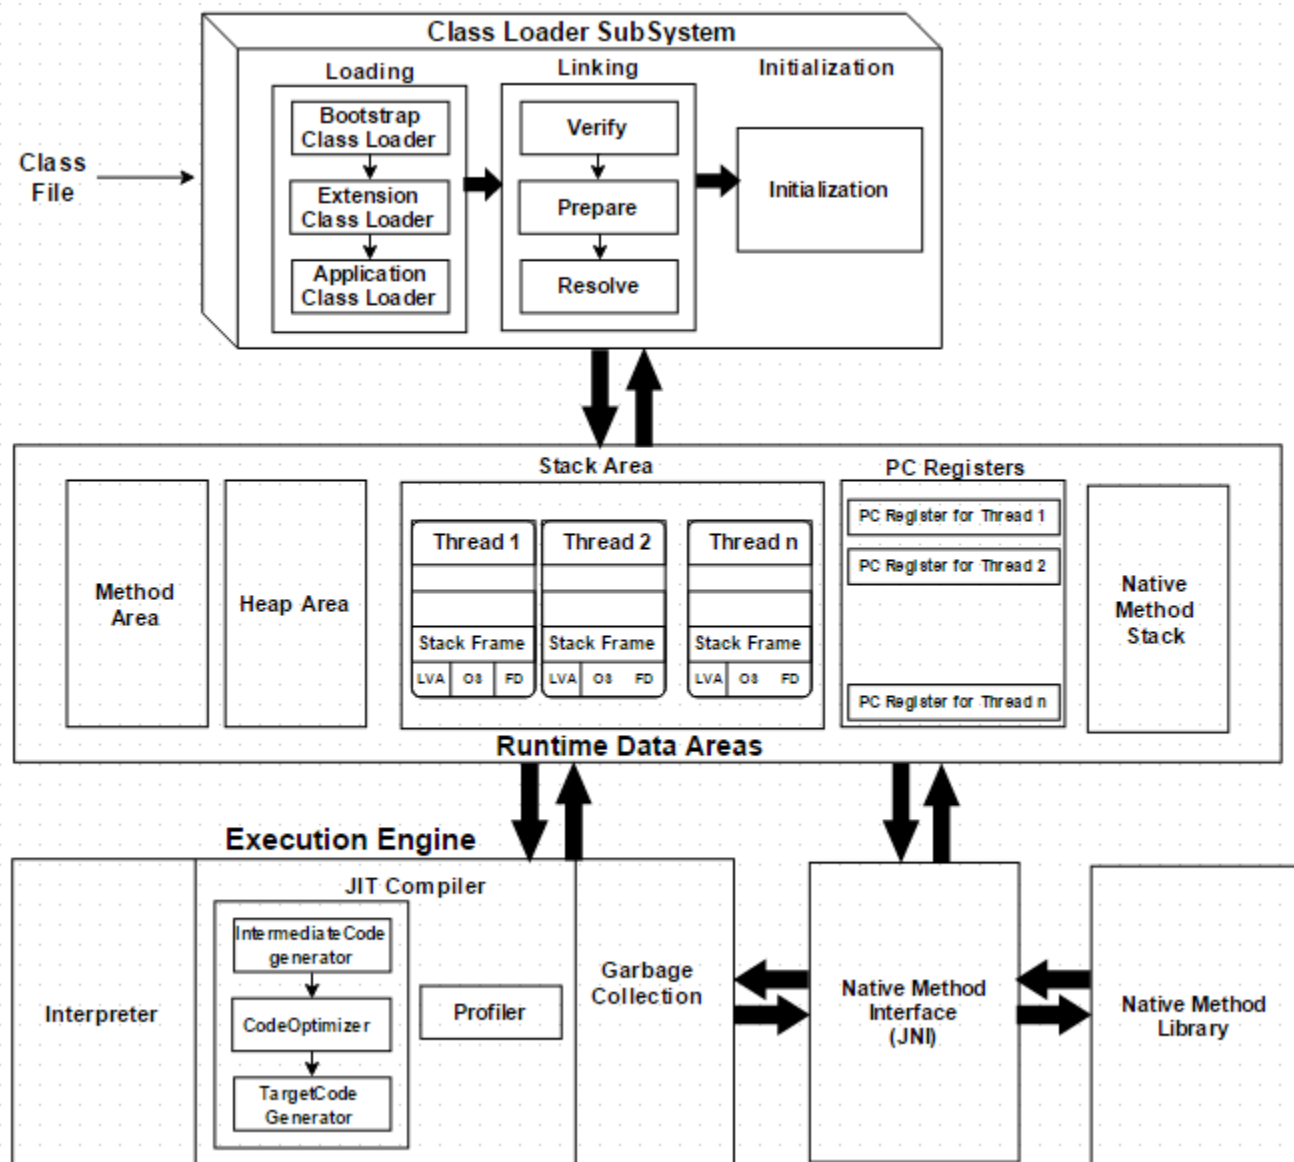 Class Loader SubSystem
Loading
Linking
Initialization
Class
File
Bootstrap
Class Loader
Extension
Class Loader
Application
Class Loader
Verify
Prepare
Resolve
Initialization
Stack Area
PC Registers
Method
Area
Heap Area
Thread 1
Thread 2
Thread n
Stack Frame
Stack Frame
Stack Frame
LVA OS FD
LVA OS FD
LVA OS FD
PC Register for Thread 1
PC Register for Thread 2
PC Register for Thread n
Native
Method
Stack
Runtime Data Areas
Execution Engine
Interpreter
JIT Compiler
IntermediateCode
generator
CodeOptimizer
TargetCode
Generator
Profiler
Garbage
Collection
Native Method
Interface
(JNI)
Native Method
Library